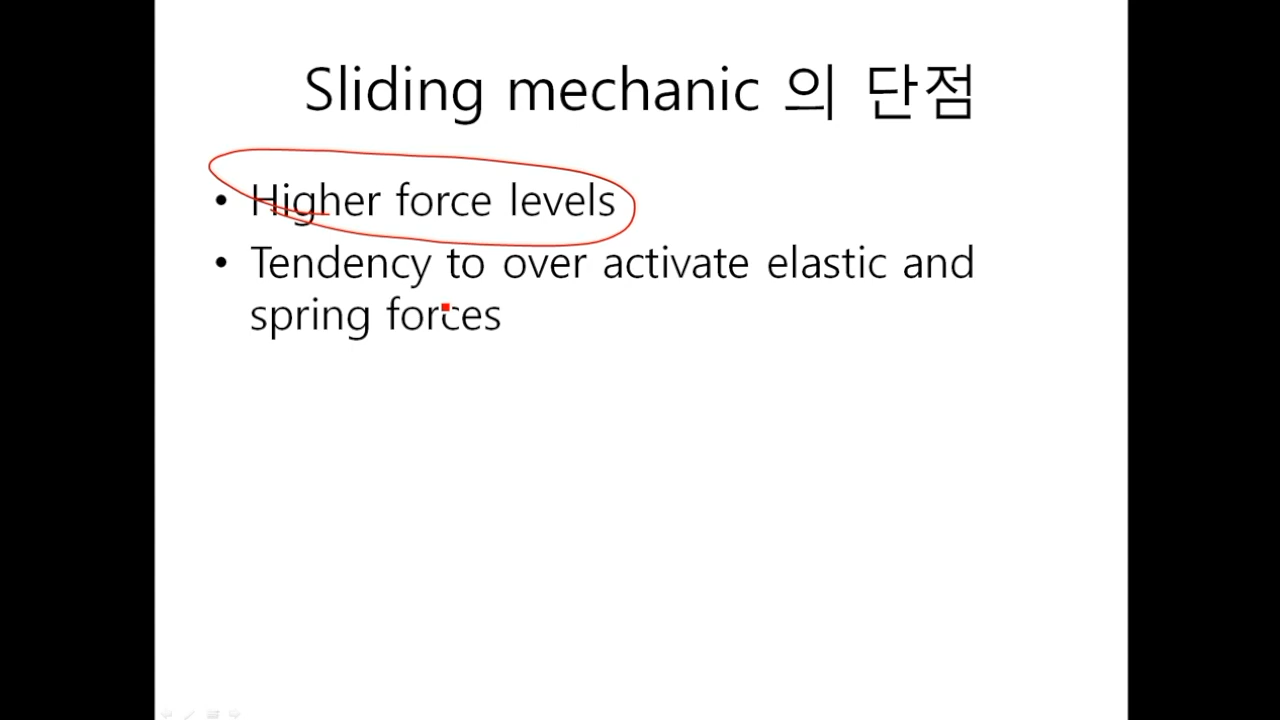 Sliding mechanic 의 단점
• Higher force levels
• Tendency to over activate elastic and
spring forces